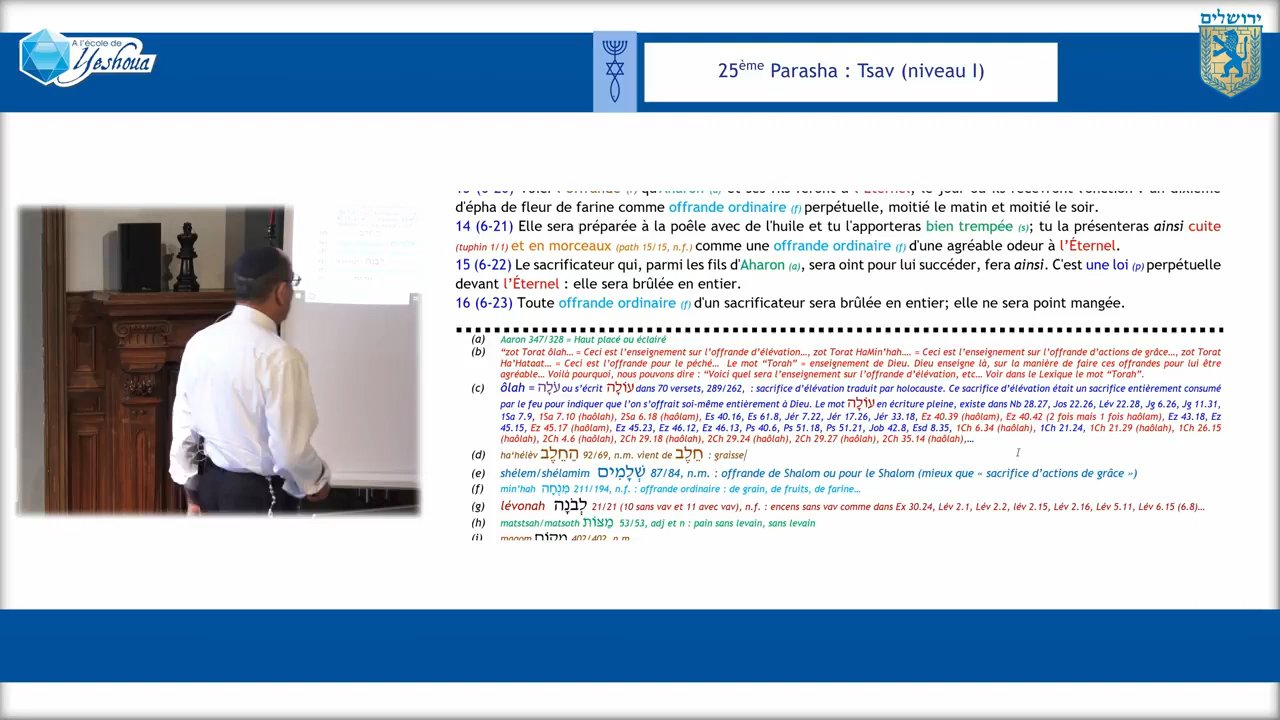 A l'école de
Yeshoua
25ème Parasha : Tsav (niveau I)
ירושלים
d'épha de fleur de farine comme offrande ordinaire (f) perpétuelle, moitié le matin et moitié le soir.
14 (6-21) Elle sera préparée à la poêle avec de l'huile et tu l'apporteras bien trempée (s); tu la présenteras ainsi cuite
(tuphin 1/1) et en morceaux (path 15/15, n.f.) comme une offrande ordinaire (f) d'une agréable odeur à l’Éternel.
15 (6-22) Le sacrificateur qui, parmi les fils d'Aharon (a), sera oint pour lui succéder, fera ainsi. C'est une loi (p) perpétuelle
devant l’Éternel : elle sera brûlée en entier.
16 (6-23) Toute offrande ordinaire (f) d'un sacrificateur sera brûlée en entier; elle ne sera point mangée.
(a) Aaron 347/328 = Haut placé ou éclairé
(b) “zot Torat ôlah… = Ceci est l’enseignement sur l’offrande d’élévation…, zot Torat HaMin’hah…. = Ceci est l’enseignement sur l’offrande d’actions de grâce…, zot Torat
Ha’Hataat… = Ceci est l’offrande pour le péché… Le mot “Torah” = enseignement de Dieu. Dieu enseigne là, sur la manière de faire ces offrandes pour lui être
agréable… Voilà pourquoi, nous pouvons dire : “Voici quel sera l’enseignement sur l’offrande d’élévation, etc… Voir dans le Lexique le mot “Torah”.
(c) ôlah = עֹלָה ou s’écrit עוֹלָה dans 70 versets, 289/262, : sacrifice d’élévation traduit par holocauste. Ce sacrifice d’élévation était un sacrifice entièrement consumé
par le feu pour indiquer que l’on s’offrait soi-même entièrement à Dieu. Le mot עוֹלָה en écriture pleine, existe dans Nb 28.27, Jos 22.26, Lév 22.28, Jg 6.26, Jg 11.31,
1Sa 7.9, 1Sa 7.10 (haôlah), 2Sa 6.18 (haôlah), Es 40.16, Es 61.8, Jér 7.22, Jér 17.26, Jér 33.18, Ez 40.39 (haôlam), Ez 40.42 (2 fois mais 1 fois haôlam), Ez 43.18, Ez
45.15, Ez 45.17 (haôlam), Ez 45.23, Ez 46.12, Ez 46.13, Ps 40.6, Ps 51.18, Ps 51.21, Job 42.8, Esd 8.35, 1Ch 6.34 (haôlah), 1Ch 21.24, 1Ch 21.29 (haôlah), 1Ch 26.15
(haôlah), 2Ch 4.6 (haôlah), 2Ch 29.18 (haôlah), 2Ch 29.24 (haôlah), 2Ch 29.27 (haôlah), 2Ch 35.14 (haôlah),…
(d) ha‘hélèv הַחֵלֶב 92/69, n.m. vient de חֵלֶב : graisse/
(e) shélem/shélamim שְׁלָמִים 87/84, n.m. : offrande de Shalom ou pour le Shalom (mieux que « sacrifice d’actions de grâce »)
(f) min’hah מִנְחָה 211/194, n.f. : offrande ordinaire : de grain, de fruits, de farine…
(g) lévonah לְבֹנָה 21/21 (10 sans vav et 11 avec vav), n.f. : encens sans vav comme dans Ex 30.24, Lév 2.1, Lév 2.2, lév 2.15, Lév 2.16, Lév 5.11, Lév 6.15 (6.8)…
(h) matstsah/matsoth מַצּוֹת 53/53, adj et n : pain sans levain, sans levain
(i) maqom מָקוֹם 402/402, n.m.